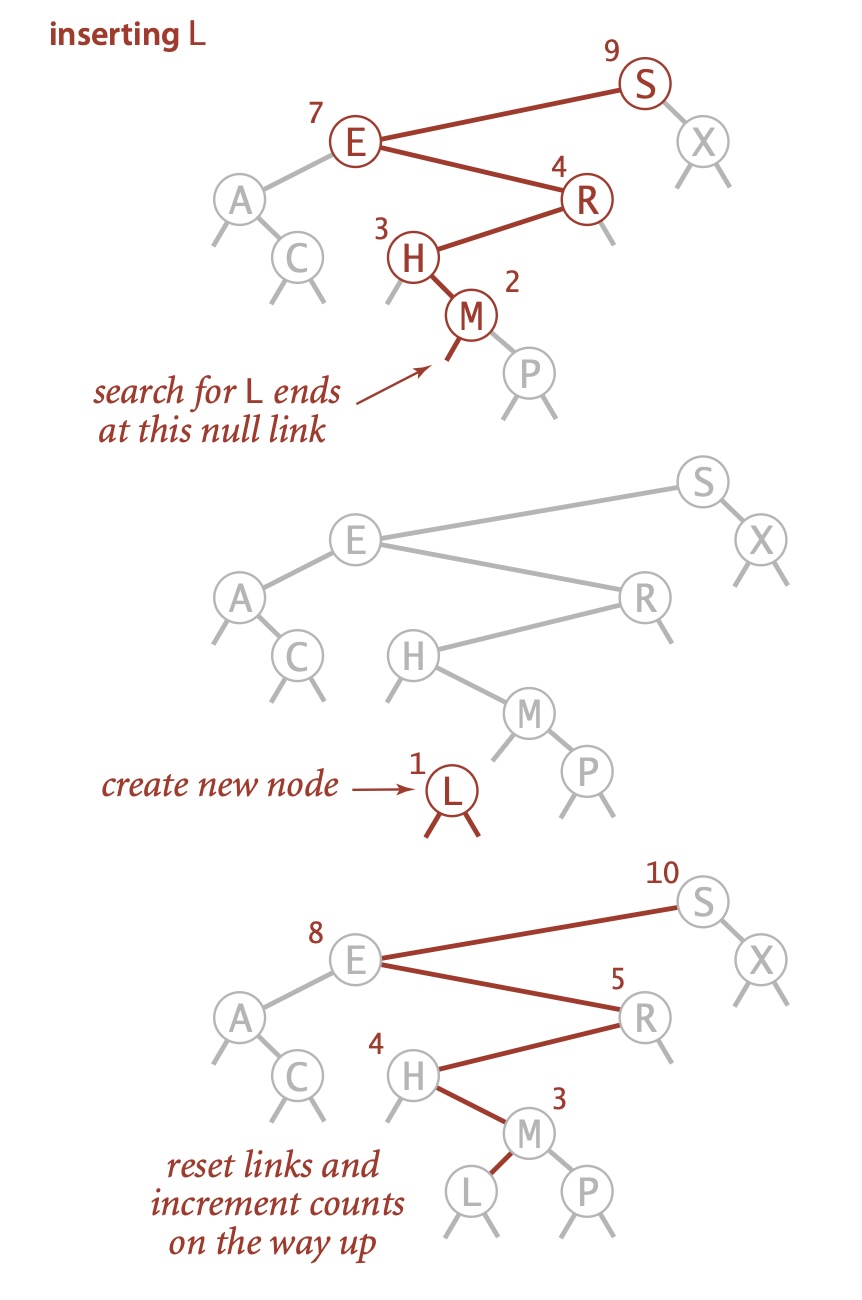 inserting L
9
S
7
E
X
4
A
R
3
H
C
2
M
P
search for L ends
at this null link
S
E
X
A
R
C
H
M
P
1
create new node
L
10
S
8
E
X
5
A
R
4
C
H
3
M
reset links and
increment counts
on the way up
L
P